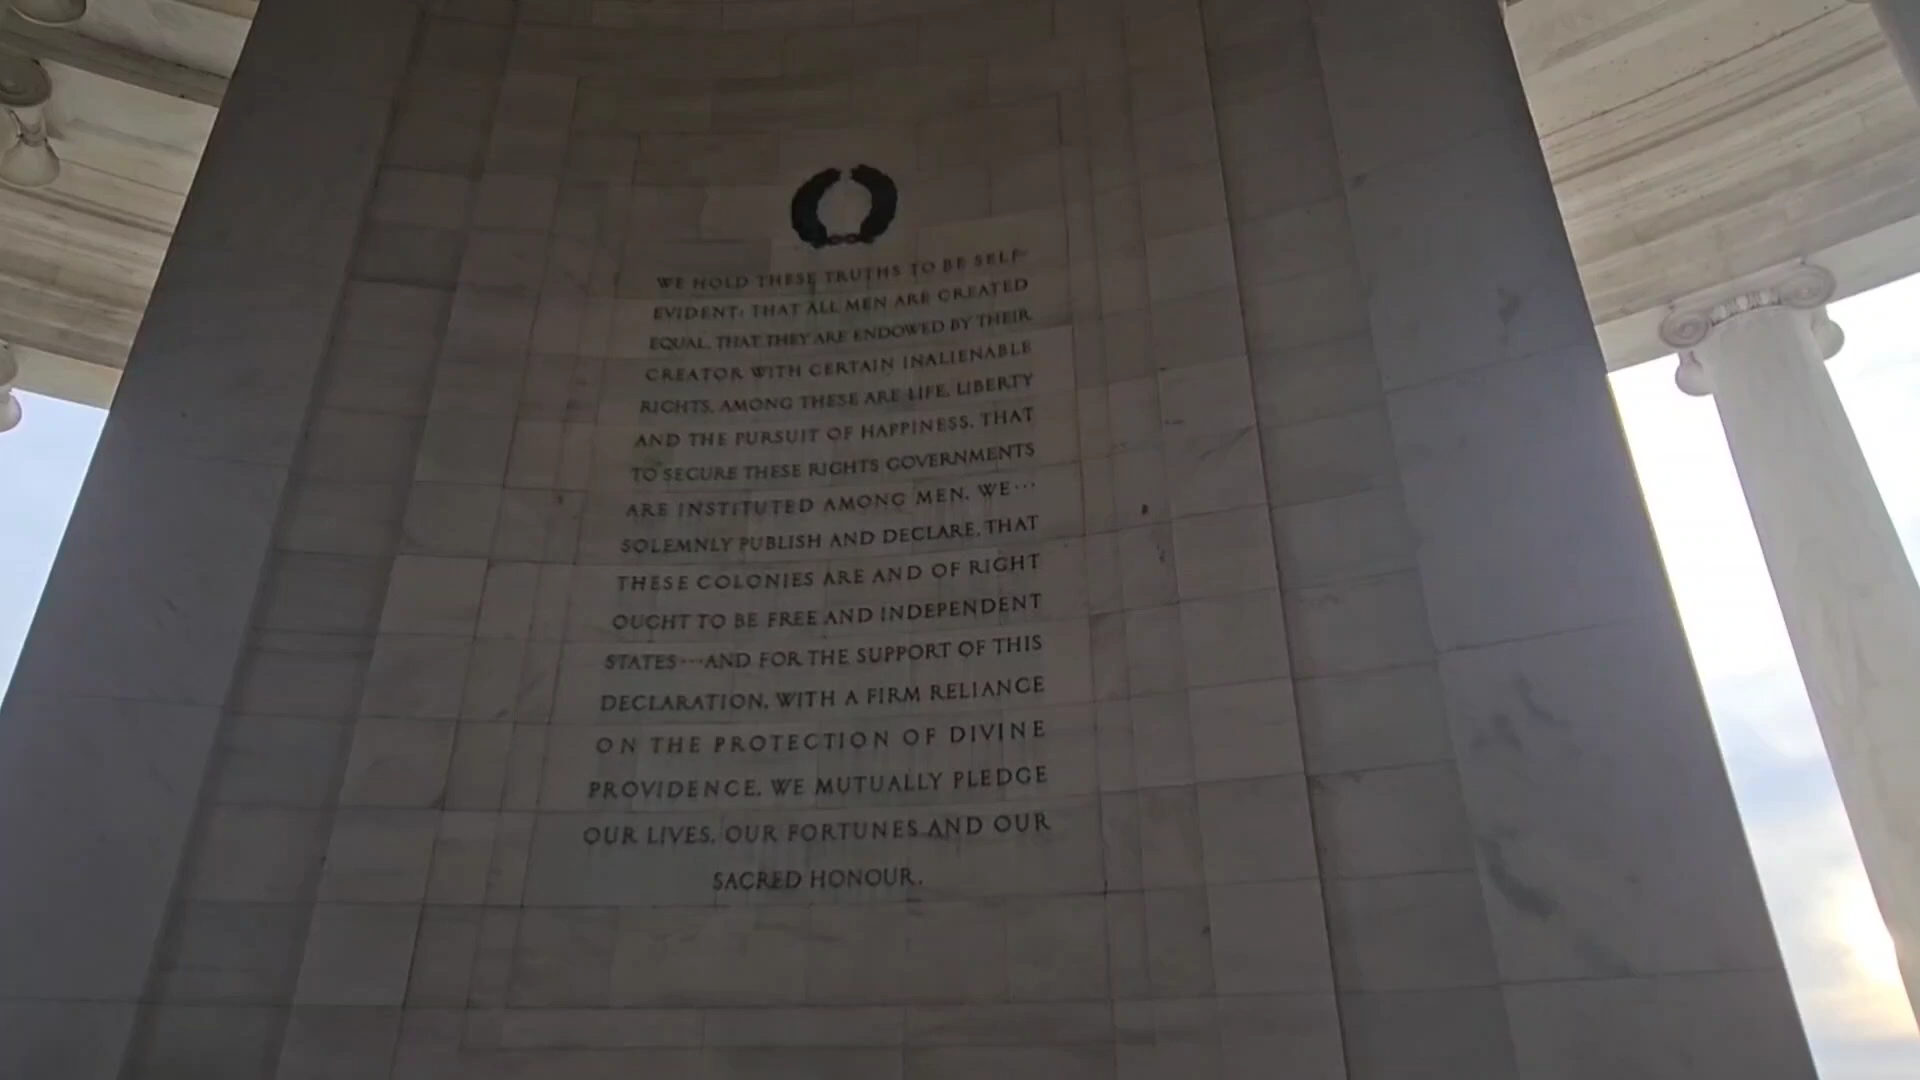 WE HOLD THESE TRUTHS TO BE SELF-
EVIDENT: THAT ALL MEN ARE CREATED
EQUAL, THAT THEY ARE ENDOWED BY THEIR
CREATOR WITH CERTAIN INALIENABLE
RIGHTS, AMONG THESE ARE LIFE, LIBERTY
AND THE PURSUIT OF HAPPINESS, THAT
TO SECURE THESE RIGHTS GOVERNMENTS
ARE INSTITUTED AMONG MEN. WE···
SOLEMNLY PUBLISH AND DECLARE, THAT
THESE COLONIES ARE AND OF RIGHT
OUGHT TO BE FREE AND INDEPENDENT
STATES···AND FOR THE SUPPORT OF THIS
DECLARATION, WITH A FIRM RELIANCE
ON THE PROTECTION OF DIVINE
PROVIDENCE, WE MUTUALLY PLEDGE
OUR LIVES, OUR FORTUNES AND OUR
SACRED HONOUR.